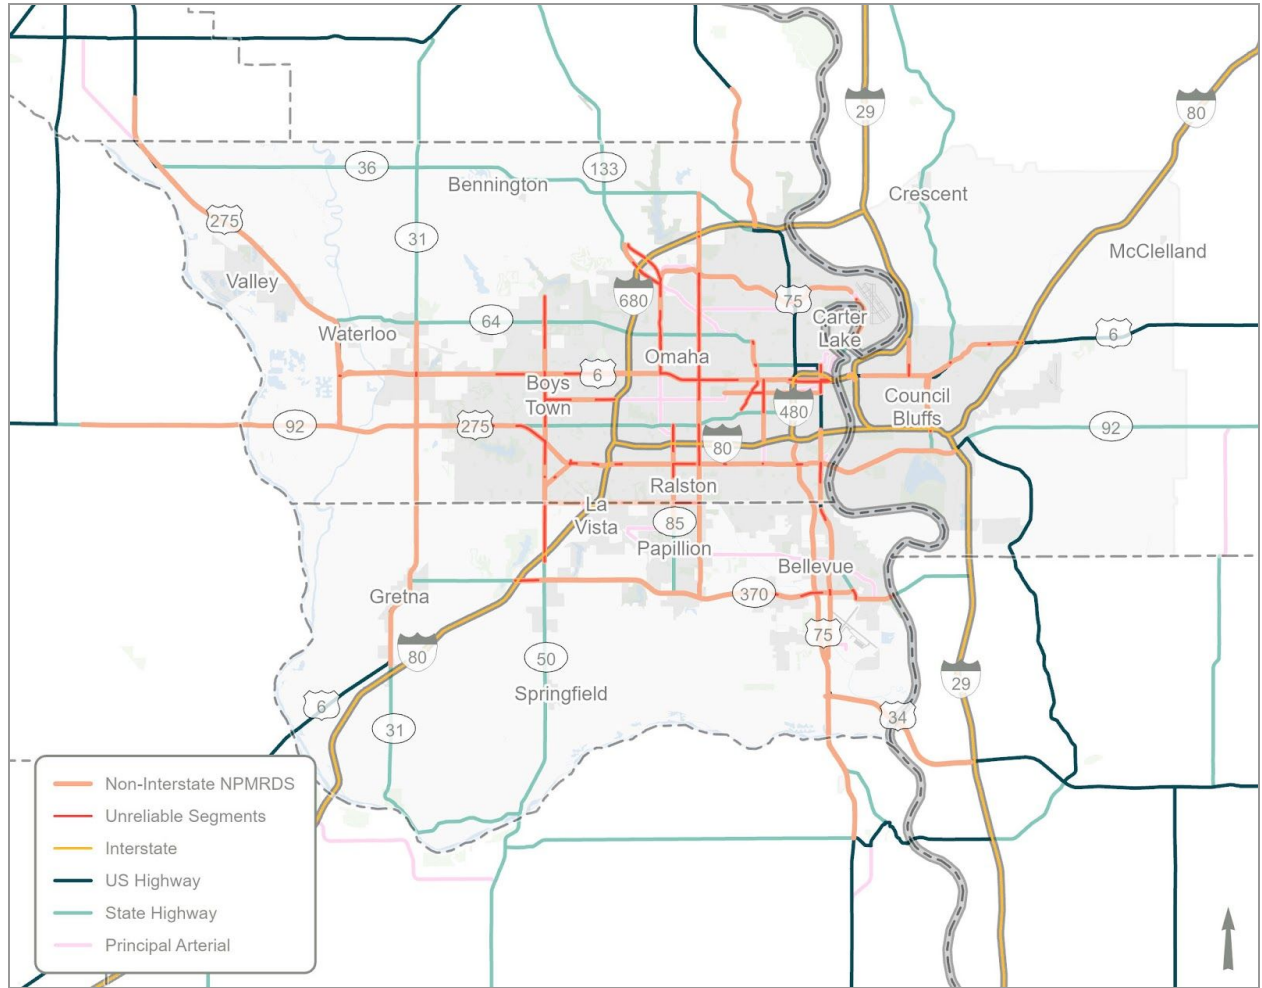 29
80
36
133
Bennington
Crescent
275
31
McClelland
Valley
680
75
Carter
Lake
Waterloo
64
6
Omaha
6
Boys
Town
480
Council
Bluffs
92
275
80
92
Ralston
La
Vista
85
Papillion
Bellevue
Gretna
370
75
80
50
29
Springfield
6
34
31
Non-Interstate NPMRDS
Unreliable Segments
Interstate
US Highway
State Highway
Principal Arterial